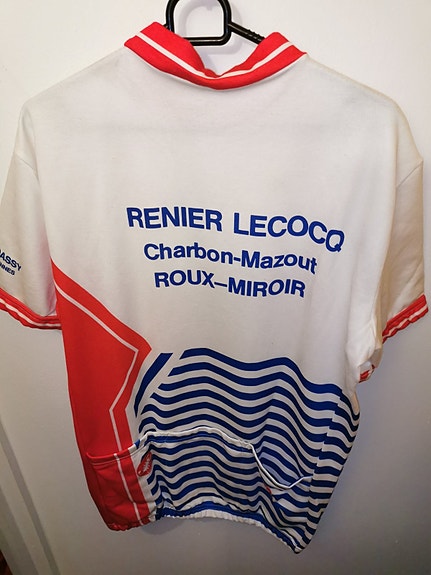 RENIER LECOCQ
Charbon-Mazout
ROUX-MIROIR